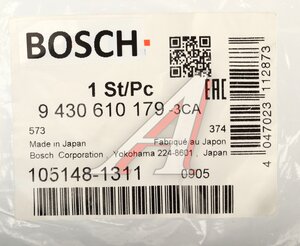 BOSCH
1 St/Pc
EAC
9 430 610 179 -3CA
573 374
Made in Japan Fabriqué au Japon
Bosch Corporation Yokohama 224-8601, Japan
105148-1311 0905
4 047023 112873